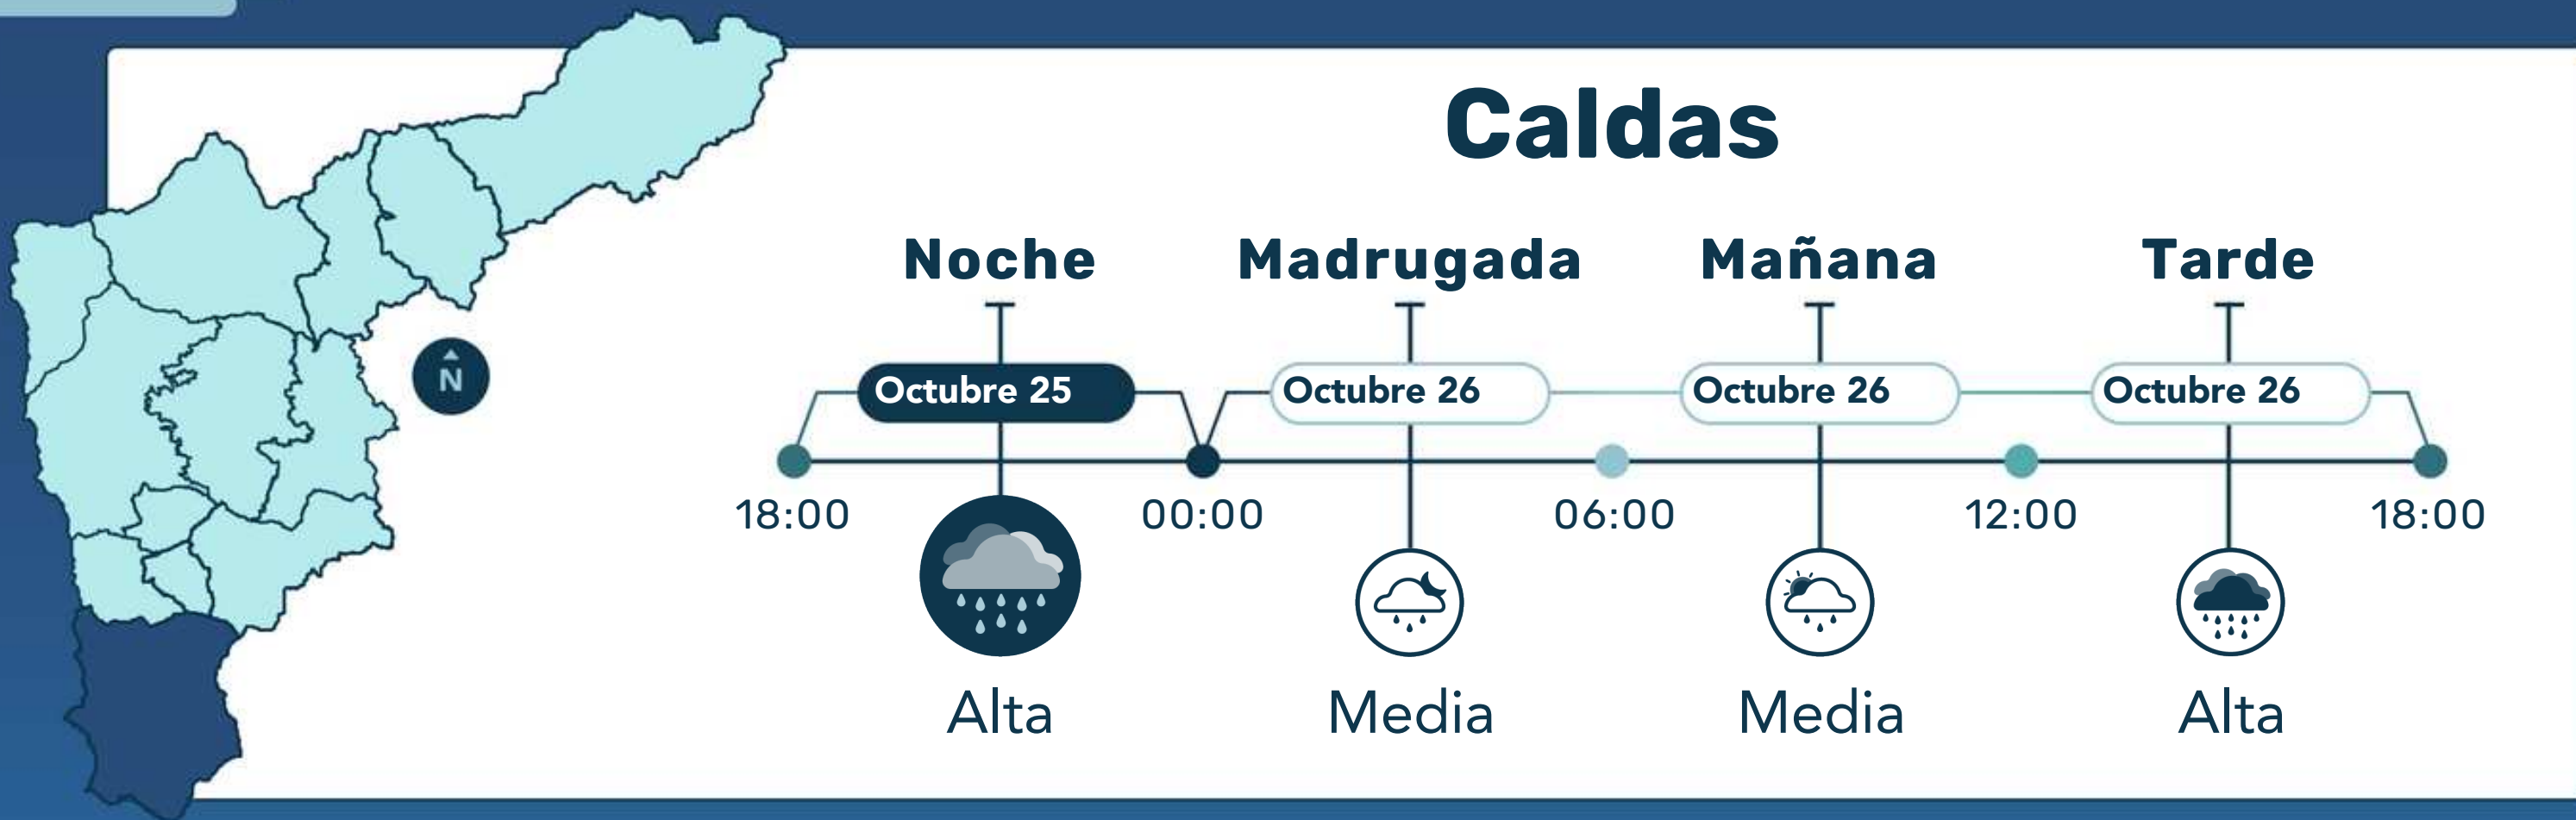 Caldas
Noche Madrugada Mañana Tarde
N
Octubre 25 Octubre 26 Octubre 26 Octubre 26
18:00 00:00 06:00 12:00 18:00
Alta Media Media Alta